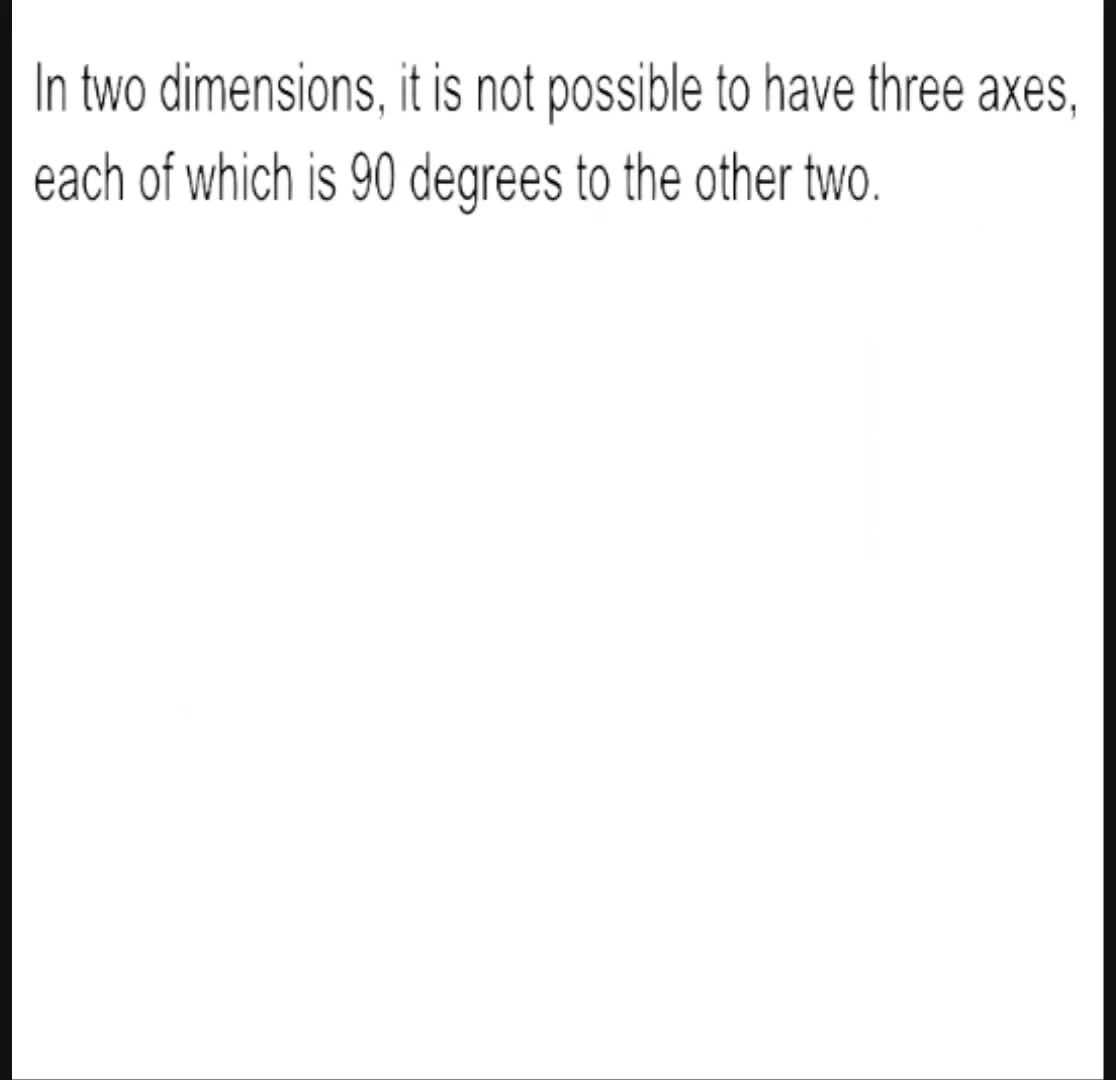 In two dimensions, it is not possible to have three axes,
each of which is 90 degrees to the other two.